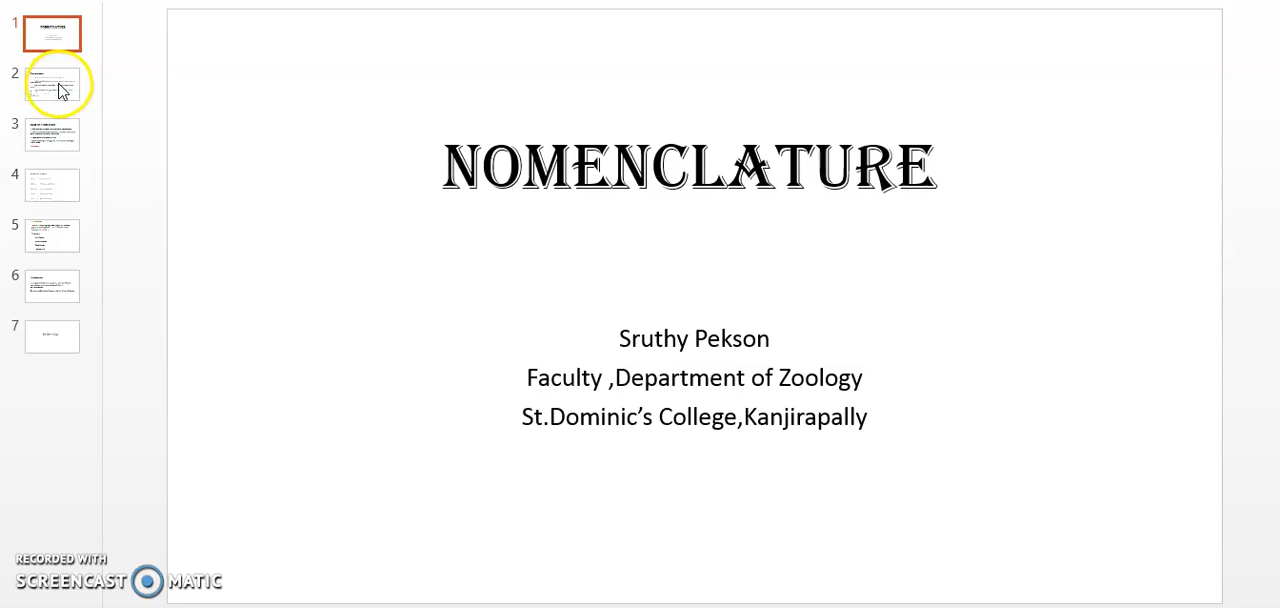 1
2
3
4
5
6
7
NOMENCLATURE
Sruthy Pekson
Faculty ,Department of Zoology
St.Dominic’s College,Kanjirapally
RECORDED WITH
SCREENCAST MATIC